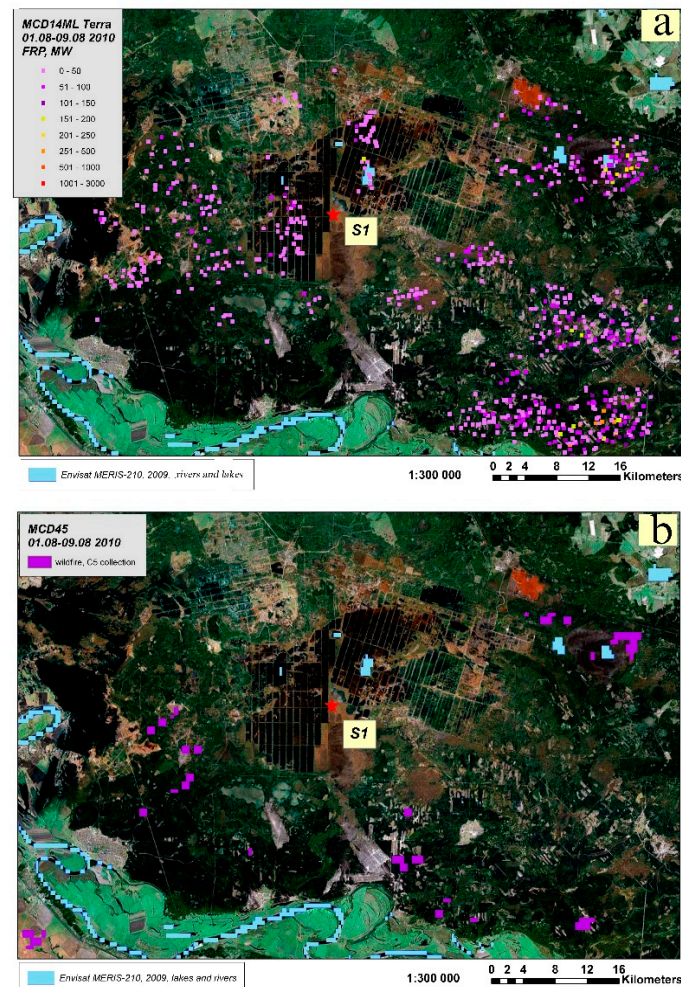 MCD14ML Terra
01.08-09.08 2010
FRP, MW
0 - 50
51 - 100
101 - 150
151 - 200
201 - 250
251 - 500
501 - 1000
1001 - 3000
a
S1
Envisat MERIS-210, 2009, .rivers and lakes
1:300 000
0 2 4 8 12 16
Kilometers
MCD45
01.08-09.08 2010
wildfire, C5 collection
b
S1
Envisat MERIS-210, 2009, lakes and rivers
1:300 000
0 2 4 8 12 16
Kilometers